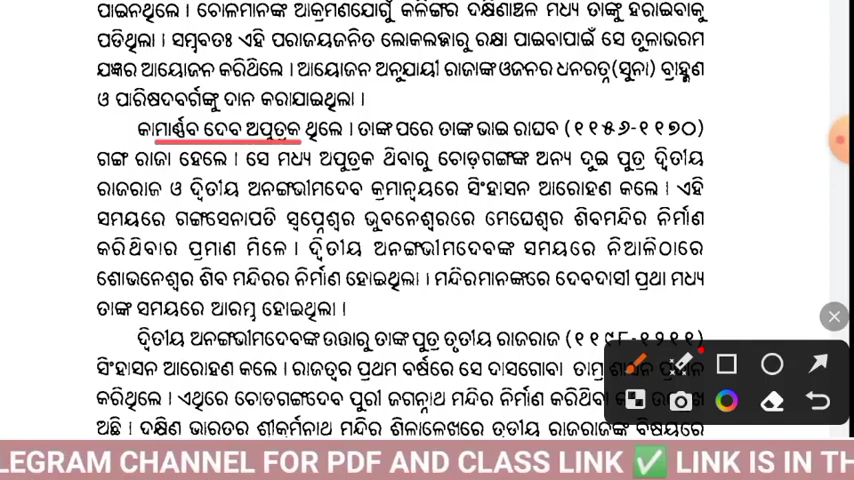 ପାଇନଥିଲେ । ଚୋଳମାନଙ୍କ ଆକ୍ରମଣଯୋଗୁଁ କଳିଙ୍ଗର ଦକ୍ଷିଣାଞ୍ଚଳ ମଧ୍ୟ ତାଙ୍କୁ ହରାଇବାକୁ
ପଡିଥିଲା । ସମ୍ବବତଃ ଏହି ପରାଜୟଜନିତ ଲୋକଲଜ୍ଜାରୁ ରକ୍ଷା ପାଇବାପାଇଁ ସେ ତୁଳାଭରମ
ଯଜ୍ଞର ଆୟୋଜନ କରିଥିଲେ । ଆୟୋଜନ ଅନୁଯାୟୀ ରାଜାଙ୍କ ଓଜନର ଧନରତ୍ନ(ସୁନା) ବ୍ରାହ୍ମଣ
ଓ ପାରିଷଦବର୍ଗଙ୍କୁ ଦାନ କରାଯାଇଥିଲା ।
କାମାର୍ଣ୍ଣବ ଦେବ ଅପୁତ୍ରକ ଥିଲେ । ତାଙ୍କ ପରେ ତାଙ୍କ ଭାଇ ରାଘବ (୧୧୫୬-୧୧୭୦)
ଗଙ୍ଗ ରାଜା ହେଲେ । ସେ ମଧ୍ୟ ଅପୁତ୍ରକ ଥିବାରୁ ଚୋଡ଼ଗଙ୍ଗଙ୍କ ଅନ୍ୟ ଦୁଇ ପୁତ୍ର ଦ୍ୱିତୀୟ
ରାଜରାଜ ଓ ଦ୍ୱିତୀୟ ଅନଙ୍ଗଭୀମଦେବ କ୍ରମାନ୍ୱୟରେ ସିଂହାସନ ଆରୋହଣ କଲେ । ଏହି
ସମୟରେ ଗଙ୍ଗସେନାପତି ସ୍ୱପ୍ନେଶ୍ୱର ଭୁବନେଶ୍ୱରରେ ମେଘେଶ୍ୱର ଶିବମନ୍ଦିର ନିର୍ମାଣ
କରିଥିବାର ପ୍ରମାଣ ମିଳେ । ଦ୍ୱିତୀୟ ଅନଙ୍ଗଭୀମଦେବଙ୍କ ସମୟରେ ନିଆଳିଠାରେ
ଶୋଭନେଶ୍ୱର ଶିବ ମନ୍ଦିରର ନିର୍ମାଣ ହୋଇଥିଲା । ମନ୍ଦିରମାନଙ୍କରେ ଦେବଦାସୀ ପ୍ରଥା ମଧ୍ୟ
ତାଙ୍କ ସମୟରେ ଆରମ୍ଭ ହୋଇଥିଲା ।
ଦ୍ୱିତୀୟ ଅନଙ୍ଗଭୀମଦେବଙ୍କ ଉତ୍ତାରୁ ତାଙ୍କ ପୁତ୍ର ତୃତୀୟ ରାଜରାଜ (୧୧୯୮-୧୨୧୧)
ସିଂହାସନ ଆରୋହଣ କଲେ । ରାଜତ୍ୱର ପ୍ରଥମ ବର୍ଷରେ ସେ ଦାସଗୋବା ତାମ୍ର ଶାସନ
କରିଥିଲେ । ଏଥିରେ ଚୋଡଗଙ୍ଗଦେବ ପୁରୀ ଜଗନ୍ନାଥ ମନ୍ଦିର ନିର୍ମାଣ କରିଥିବା
ଅଛି । ଦକ୍ଷିଣ ଭାରତର ଶ୍ରୀକୂର୍ମନାଥ ମନ୍ଦିର ଶିଳାଲେଖରେ ତୃତୀୟ ରାଜରାଜଙ୍କ ବିଷୟରେ
LEGRAM CHANNEL FOR PDF AND CLASS LINK ✅ LINK IS IN TH